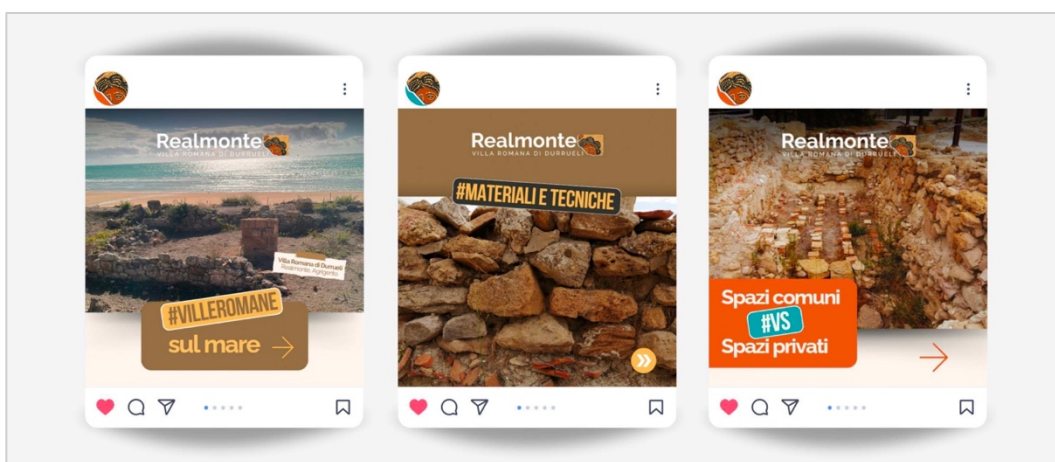 Realmonte
VILLA ROMANA DI DURRUELI
Villa Romana di Durrueli
Realmonte, Agrigento
#VILLEROMANE
sul mare
Realmonte
VILLA ROMANA DI DURRUELI
#MATERIALI E TECNICHE
Realmonte
VILLA ROMANA DI DURRUELI
Spazi comuni
#VS
Spazi privati